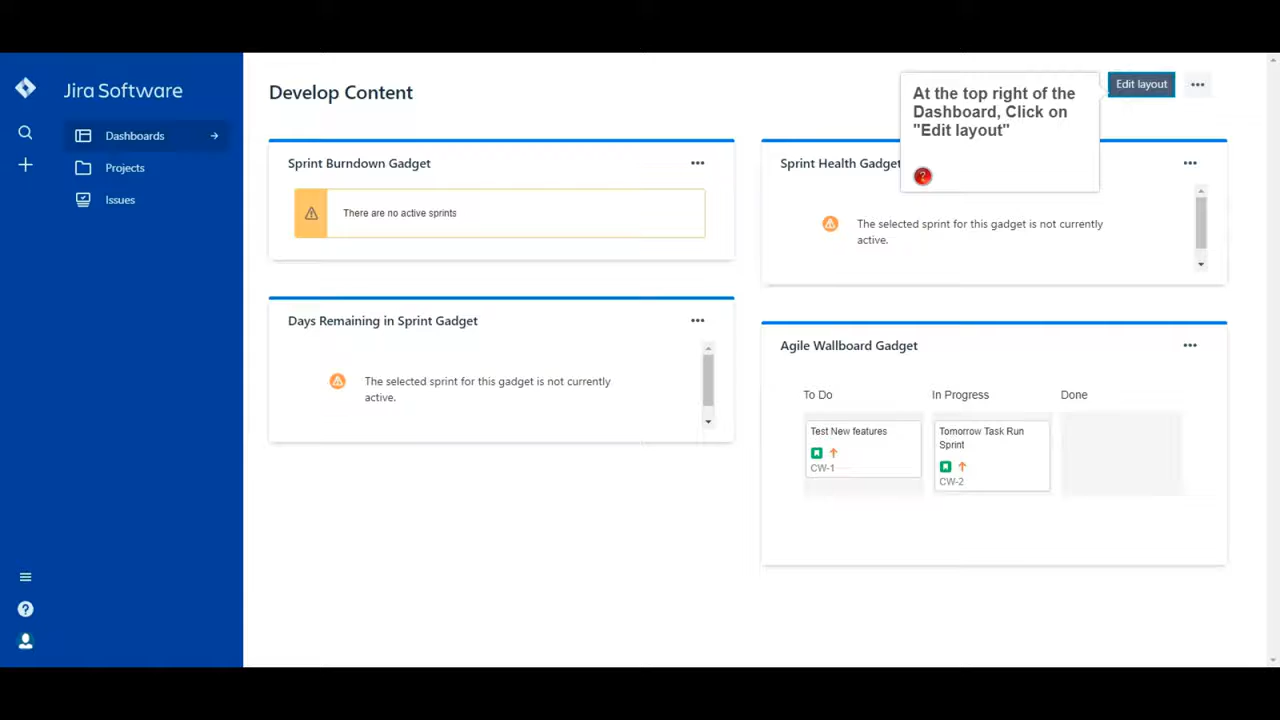 Jira Software
Dashboards
Projects
Issues
Develop Content
At the top right of the
Dashboard, Click on
"Edit layout"
?
Edit layout
Sprint Burndown Gadget
There are no active sprints
Sprint Health Gadget
The selected sprint for this gadget is not currently
active.
Days Remaining in Sprint Gadget
The selected sprint for this gadget is not currently
active.
Agile Wallboard Gadget
To Do
In Progress
Done
Test New features
CW-1
Tomorrow Task Run
Sprint
CW-2
?